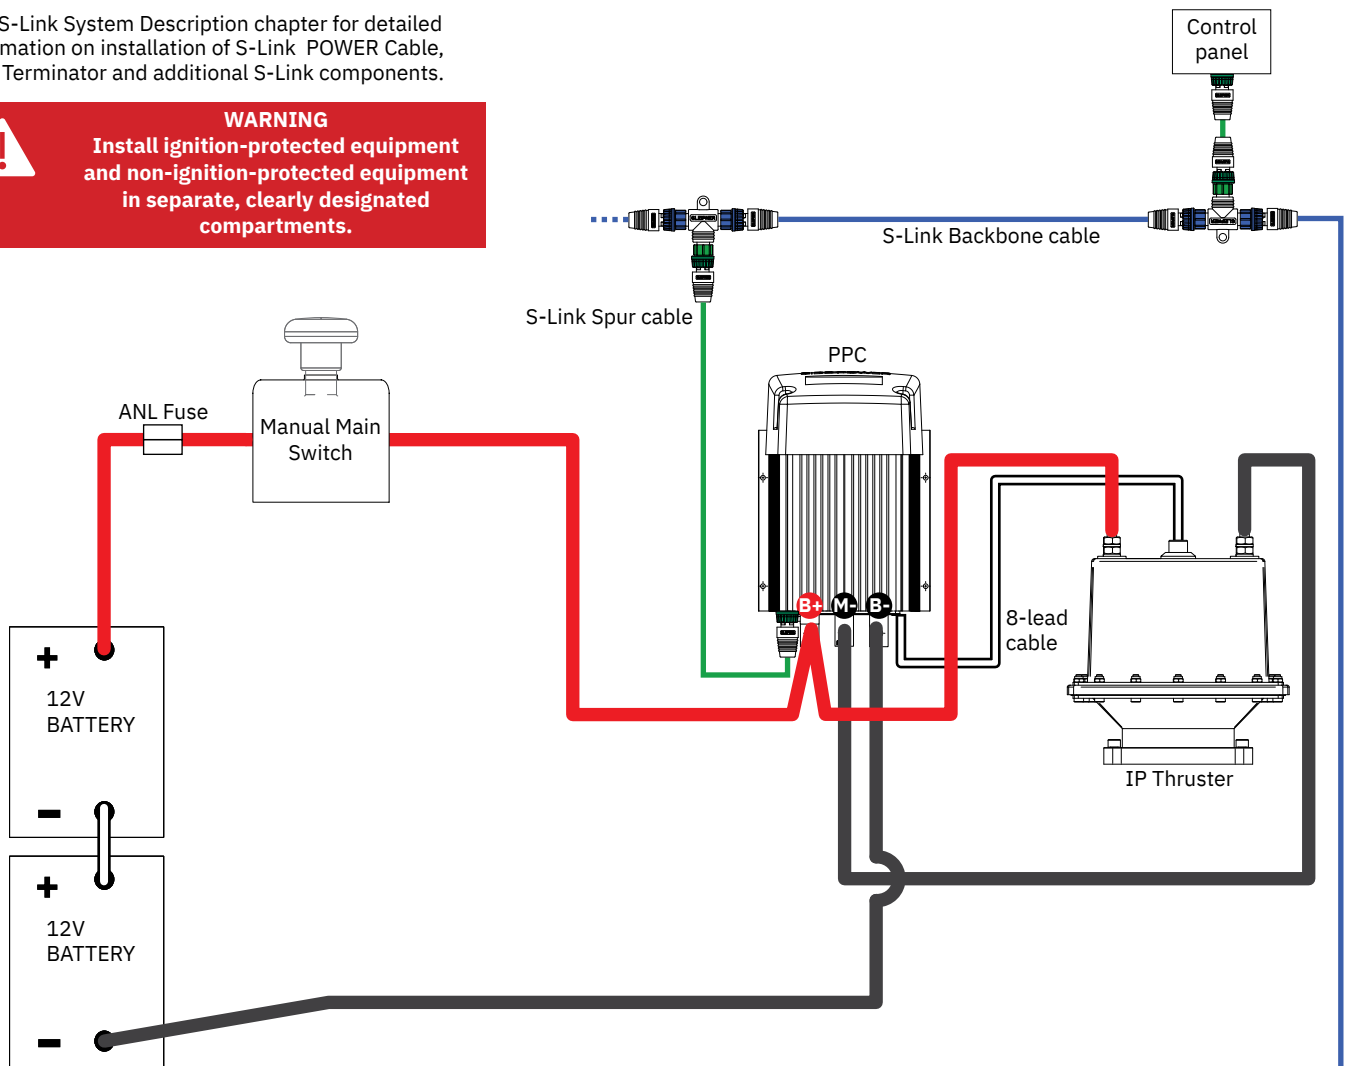 S-Link System Description chapter for detailed
mation on installation of S-Link POWER Cable,
Terminator and additional S-Link components.
WARNING
Install ignition-protected equipment
and non-ignition-protected equipment
in separate, clearly designated
compartments.
Control
panel
S-Link Backbone cable
S-Link Spur cable
PPC
ANL Fuse
Manual Main
Switch
B+ M- B-
8-lead
cable
IP Thruster
+
12V
BATTERY
-
+
12V
BATTERY
-